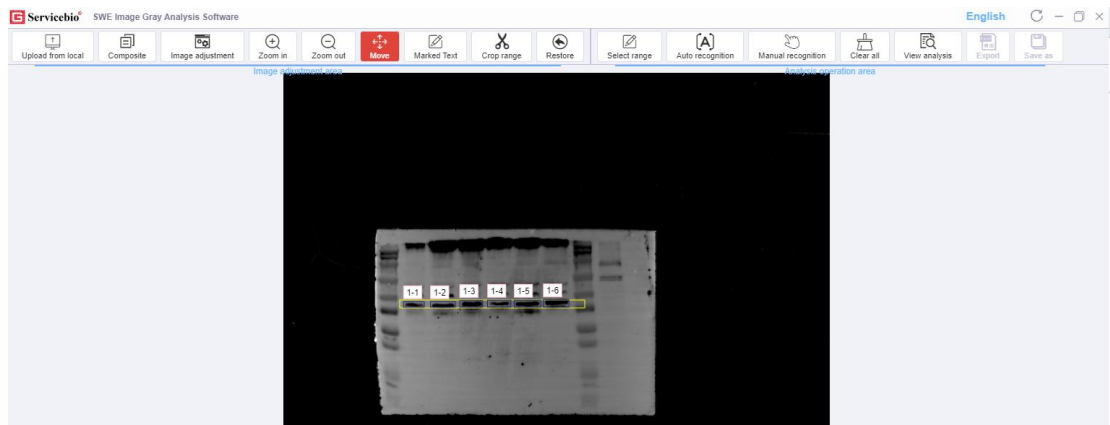 G Servicebio® SWE Image Gray Analysis Software English
Upload from local Composite Image adjustment Zoom in Zoom out Move Marked Text Crop range Restore Select range Auto recognition Manual recognition Clear all View analysis Export Save as
Image adjustment area Analysis operation area
1-1 1-2 1-3 1-4 1-5 1-6